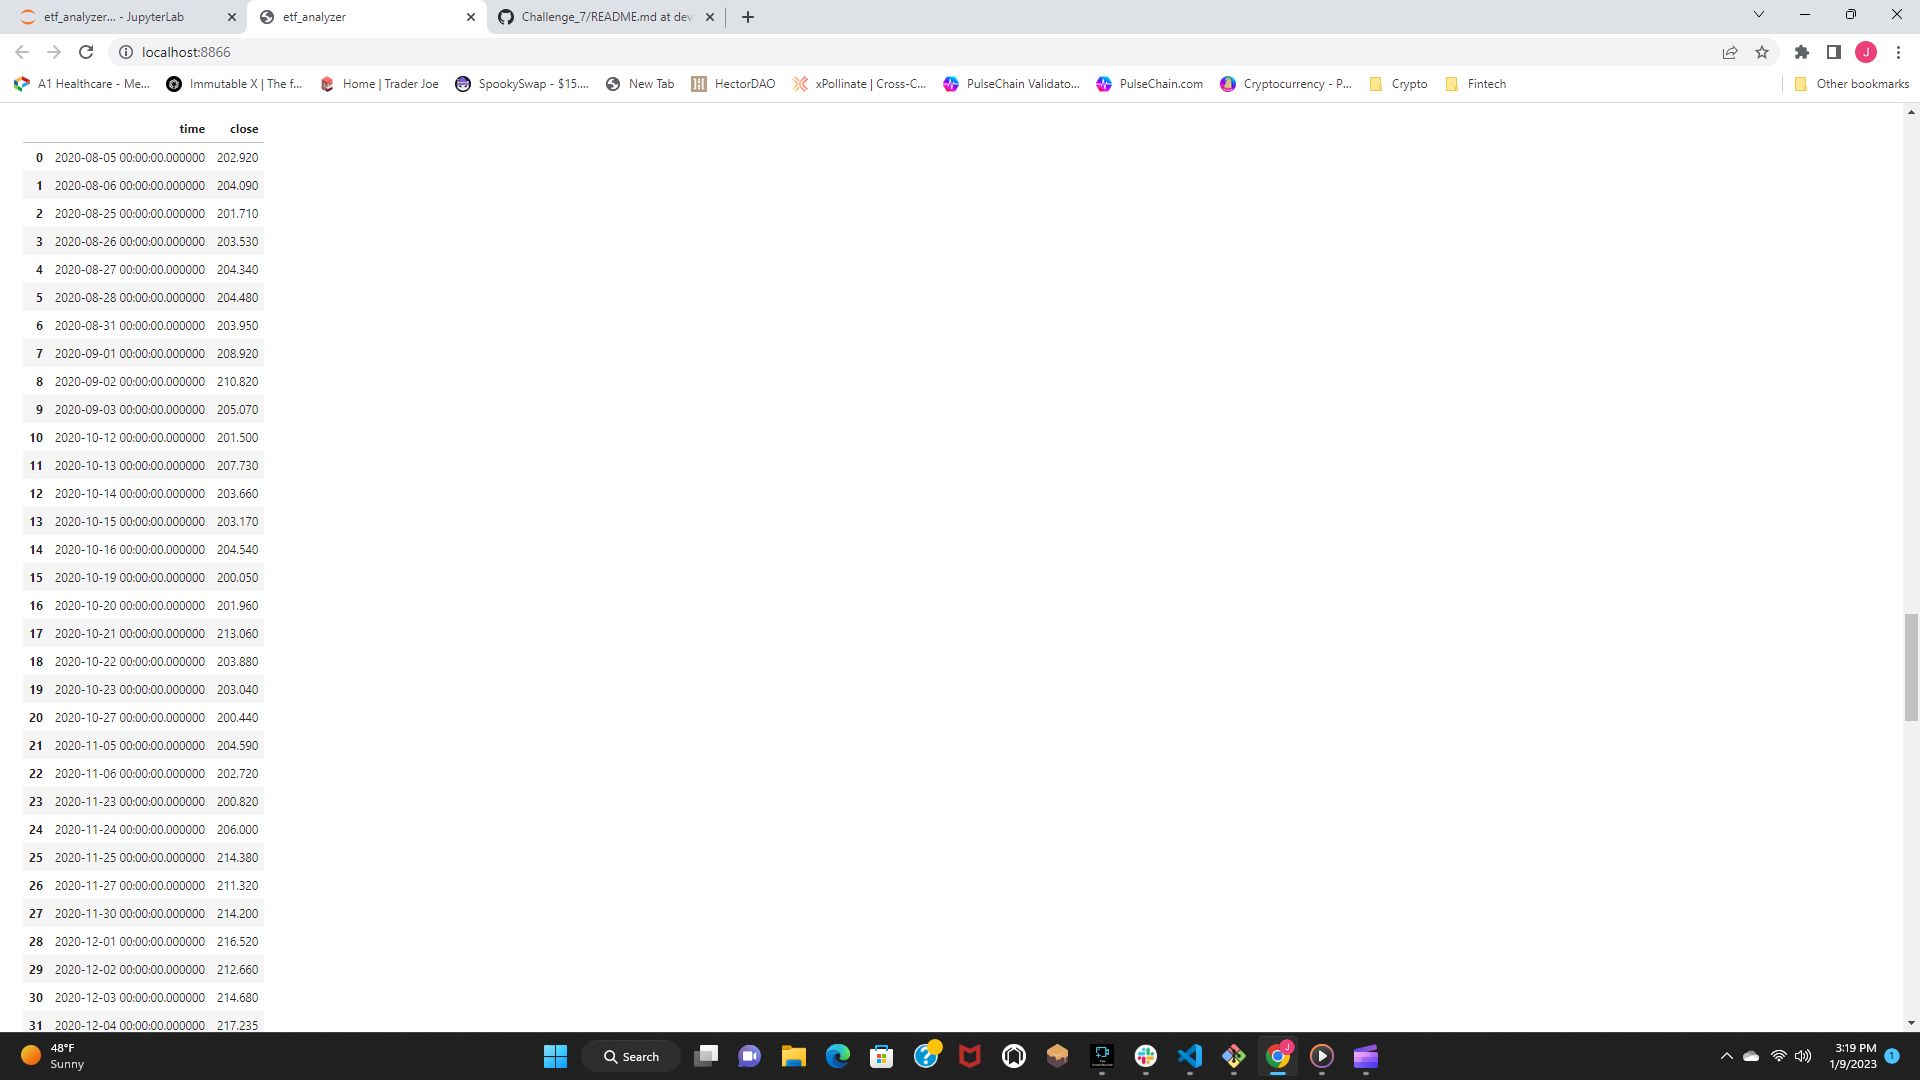 etf_analyzer... - JupyterLab
etf_analyzer
Challenge_7/README.md at dev
localhost:8866
J
A1 Healthcare - Me...
Immutable X | The f...
Home | Trader Joe
SpookySwap - $15....
New Tab
HectorDAO
xPollinate | Cross-C...
PulseChain Validato...
PulseChain.com
Cryptocurrency - P...
Crypto
Fintech
Other bookmarks
time close
0 2020-08-05 00:00:00.000000 202.920
1 2020-08-06 00:00:00.000000 204.090
2 2020-08-25 00:00:00.000000 201.710
3 2020-08-26 00:00:00.000000 203.530
4 2020-08-27 00:00:00.000000 204.340
5 2020-08-28 00:00:00.000000 204.480
6 2020-08-31 00:00:00.000000 203.950
7 2020-09-01 00:00:00.000000 208.920
8 2020-09-02 00:00:00.000000 210.820
9 2020-09-03 00:00:00.000000 205.070
10 2020-10-12 00:00:00.000000 201.500
11 2020-10-13 00:00:00.000000 207.730
12 2020-10-14 00:00:00.000000 203.660
13 2020-10-15 00:00:00.000000 203.170
14 2020-10-16 00:00:00.000000 204.540
15 2020-10-19 00:00:00.000000 200.050
16 2020-10-20 00:00:00.000000 201.960
17 2020-10-21 00:00:00.000000 213.060
18 2020-10-22 00:00:00.000000 203.880
19 2020-10-23 00:00:00.000000 203.040
20 2020-10-27 00:00:00.000000 200.440
21 2020-11-05 00:00:00.000000 204.590
22 2020-11-06 00:00:00.000000 202.720
23 2020-11-23 00:00:00.000000 200.820
24 2020-11-24 00:00:00.000000 206.000
25 2020-11-25 00:00:00.000000 214.380
26 2020-11-27 00:00:00.000000 211.320
27 2020-11-30 00:00:00.000000 214.200
28 2020-12-01 00:00:00.000000 216.520
29 2020-12-02 00:00:00.000000 212.660
30 2020-12-03 00:00:00.000000 214.680
31 2020-12-04 00:00:00.000000 217.235
48°F
Sunny
Search
J
3:19 PM
1/9/2023
1